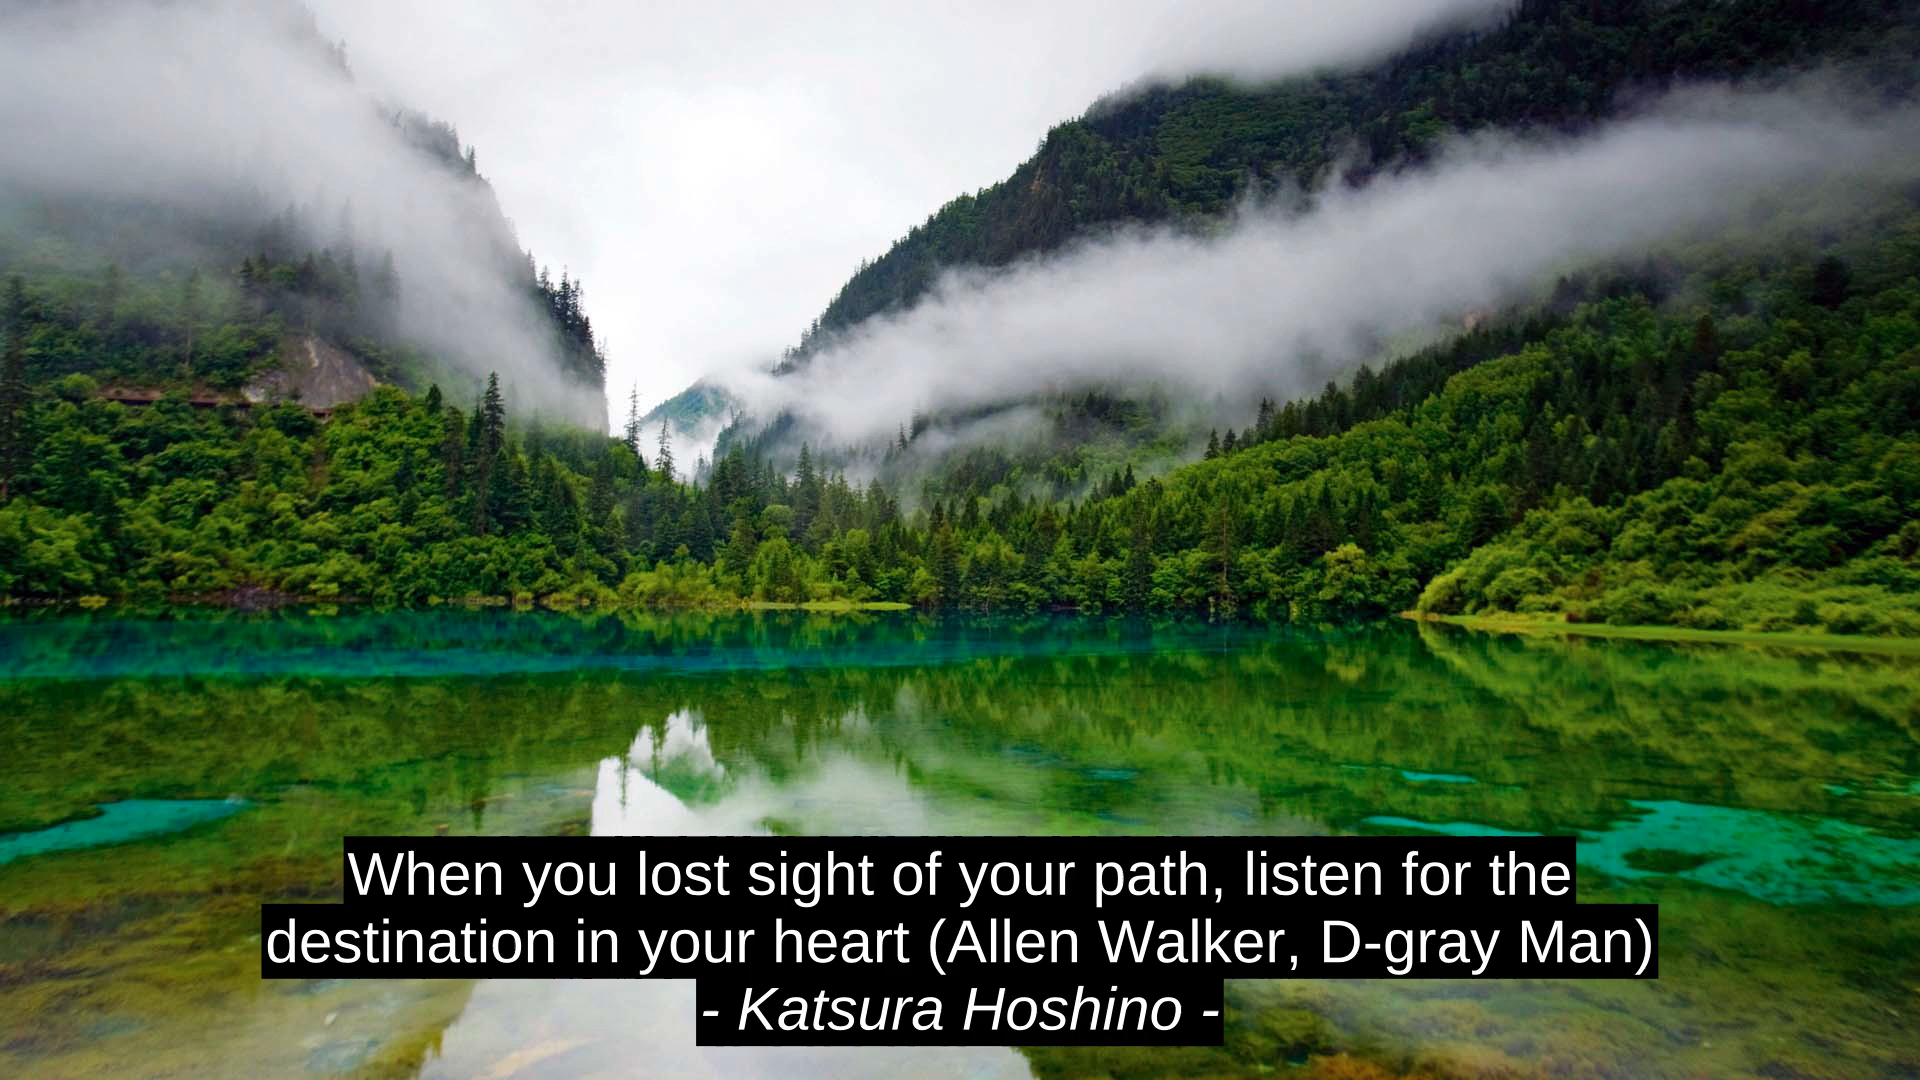 When you lost sight of your path, listen for the
destination in your heart (Allen Walker, D-gray Man)
- Katsura Hoshino -